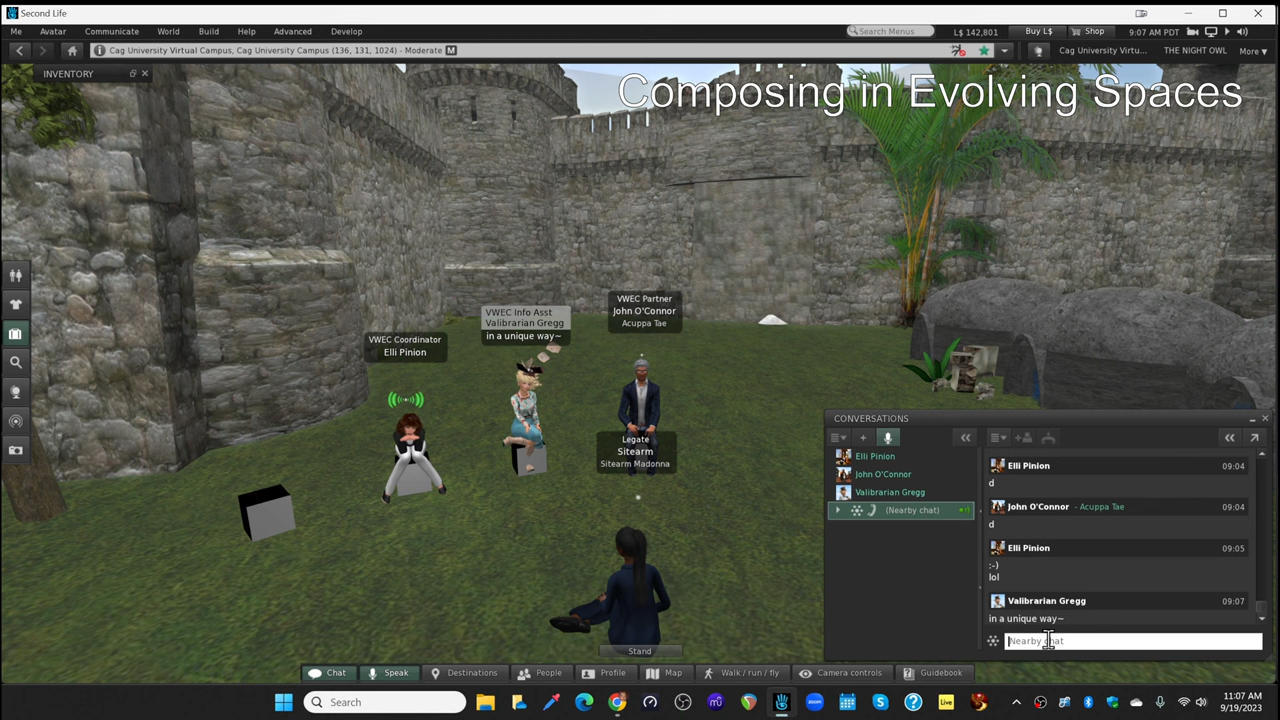 Second Life
Me Avatar Communicate World Build Help Advanced Develop
Search Menus
L$ 142,801
Buy L$
Shop
9:07 AM PDT
Cag University Virtual Campus, Cag University Campus (136, 131, 1024) - Moderate M
Cag University Virtu...
THE NIGHT OWL
More
INVENTORY
Composing in Evolving Spaces
VWEC Partner
John O'Connor
Acuppa Tae
VWEC Info Asst
Valibrarian Gregg
in a unique way~
VWEC Coordinator
Elli Pinion
Legate
Sitearm
Sitearm Madonna
CONVERSATIONS
Elli Pinion
John O'Connor
Valibrarian Gregg
(Nearby chat)
Elli Pinion 09:04
d
John O'Connor - Acuppa Tae 09:04
d
Elli Pinion 09:05
:-)
lol
Valibrarian Gregg 09:07
in a unique way~
Nearby chat
Stand
Chat Speak Destinations People Profile Map Walk / run / fly Camera controls Guidebook
Search
Live
zoom
11:07 AM
9/19/2023